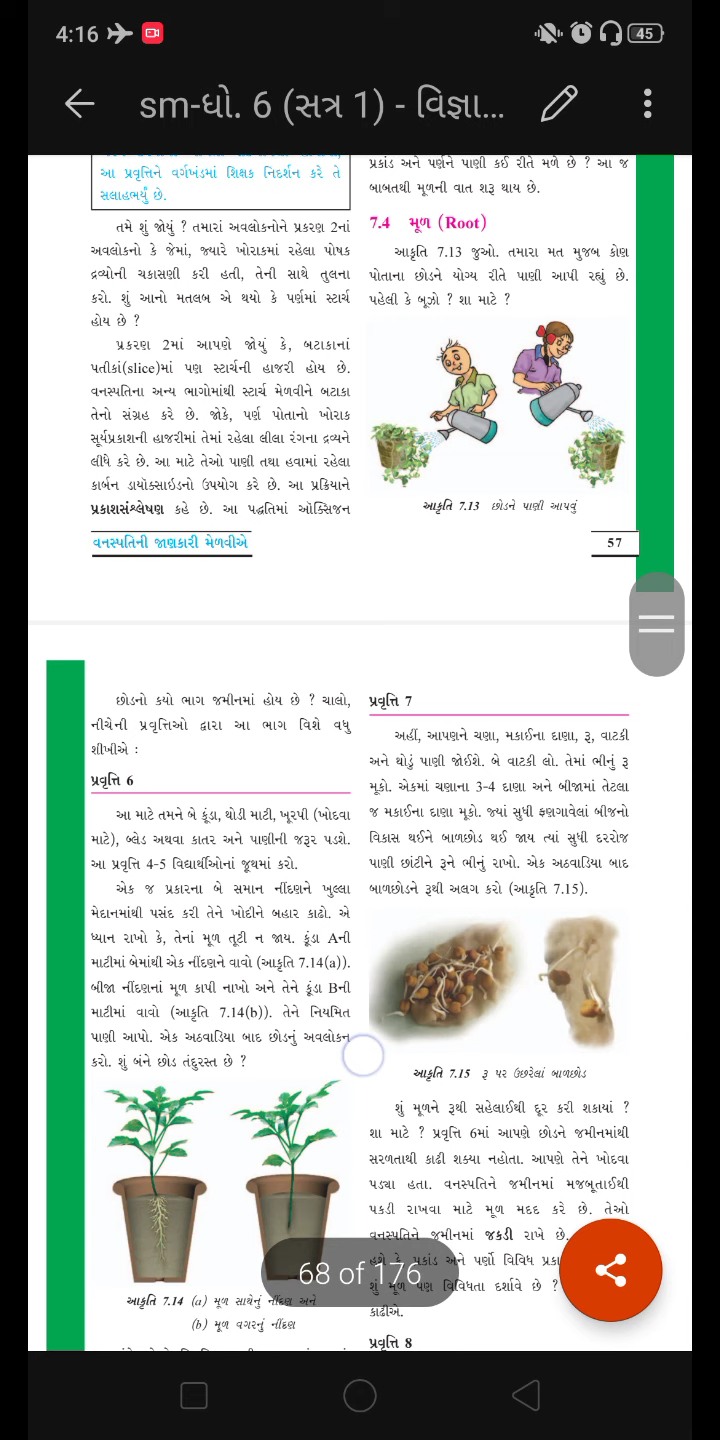 4:16
45
sm-ધો. 6 (સત્ર 1) - વિજ્ઞા...
આ પ્રવૃત્તિને વર્ગખંડમાં શિક્ષક નિદર્શન કરે તે
સલાહભર્યું છે.
તમે શું જોયું ? તમારાં અવલોકનોને પ્રકરણ 2નાં
અવલોકનો કે જેમાં, જ્યારે ખોરાકમાં રહેલા પોષક
દ્રવ્યોની ચકાસણી કરી હતી, તેની સાથે તુલના
કરો. શું આનો મતલબ એ થયો કે પર્ણમાં સ્ટાર્ચ
હોય છે ?
પ્રકરણ 2માં આપણે જોયું કે, બટાકાનાં
પતીકાં(slice)માં પણ સ્ટાર્ચની હાજરી હોય છે.
વનસ્પતિના અન્ય ભાગોમાંથી સ્ટાર્ચ મેળવીને બટાકા
તેનો સંગ્રહ કરે છે. જોકે, પર્ણ પોતાનો ખોરાક
સૂર્યપ્રકાશની હાજરીમાં તેમાં રહેલા લીલા રંગના દ્રવ્યને
લીધે કરે છે. આ માટે તેઓ પાણી તથા હવામાં રહેલા
કાર્બન ડાયૉક્સાઇડનો ઉપયોગ કરે છે. આ પ્રક્રિયાને
પ્રકાશસંશ્લેષણ કહે છે. આ પદ્ધતિમાં ઑક્સિજન
પ્રકાંડ અને પર્ણને પાણી કઈ રીતે મળે છે ? આ જ
બાબતથી મૂળની વાત શરૂ થાય છે.
7.4 મૂળ (Root)
આકૃતિ 7.13 જુઓ. તમારા મત મુજબ કોણ
પોતાના છોડને યોગ્ય રીતે પાણી આપી રહ્યું છે.
પહેલી કે બૂઝો ? શા માટે ?
આકૃતિ 7.13 છોડને પાણી આપવું
વનસ્પતિની જાણકારી મેળવીએ
57
છોડનો કયો ભાગ જમીનમાં હોય છે ? ચાલો,
નીચેની પ્રવૃત્તિઓ દ્વારા આ ભાગ વિશે વધુ
શીખીએ :
પ્રવૃત્તિ 6
આ માટે તમને બે કૂંડા, થોડી માટી, ખૂરપી (ખોદવા
માટે), બ્લેડ અથવા કાતર અને પાણીની જરૂર પડશે.
આ પ્રવૃત્તિ 4-5 વિદ્યાર્થીઓનાં જૂથમાં કરો.
એક જ પ્રકારના બે સમાન નીંદણને ખુલ્લા
મેદાનમાંથી પસંદ કરી તેને ખોદીને બહાર કાઢો. એ
ધ્યાન રાખો કે, તેનાં મૂળ તૂટી ન જાય. કૂંડા Aની
માટીમાં બેમાંથી એક નીંદણને વાવો (આકૃતિ 7.14(a)).
બીજા નીંદણનાં મૂળ કાપી નાખો અને તેને કૂંડા Bની
માટીમાં વાવો (આકૃતિ 7.14(b)). તેને નિયમિત
પાણી આપો. એક અઠવાડિયા બાદ છોડનું અવલોકન
કરો. શું બંને છોડ તંદુરસ્ત છે ?
આકૃતિ 7.14 (a) મૂળ સાથેનું નીંદણ અને
(b) મૂળ વગરનું નીંદણ
પ્રવૃત્તિ 7
અહીં, આપણને ચણા, મકાઈના દાણા, રૂ, વાટકી
અને થોડું પાણી જોઈશે. બે વાટકી લો. તેમાં ભીનું રૂ
મૂકો. એકમાં ચણાના 3-4 દાણા અને બીજામાં તેટલા
જ મકાઈના દાણા મૂકો. જ્યાં સુધી ફણગાવેલાં બીજનો
વિકાસ થઈને બાળછોડ થઈ જાય ત્યાં સુધી દરરોજ
પાણી છાંટીને રૂને ભીનું રાખો. એક અઠવાડિયા બાદ
બાળછોડને રૂથી અલગ કરો (આકૃતિ 7.15).
આકૃતિ 7.15 રૂ પર ઉછરેલાં બાળછોડ
શું મૂળને રૂથી સહેલાઈથી દૂર કરી શકાયાં ?
શા માટે ? પ્રવૃત્તિ 6માં આપણે છોડને જમીનમાંથી
સરળતાથી કાઢી શક્યા નહોતા. આપણે તેને ખોદવા
પડ્યા હતા. વનસ્પતિને જમીનમાં મજબૂતાઈથી
પકડી રાખવા માટે મૂળ મદદ કરે છે. તેઓ
વનસ્પતિને જમીનમાં જકડી રાખે છે.
હશે કે, પ્રકાંડ અને પર્ણો વિવિધ
શું મૂળ પણ વિવિધતા દર્શાવે છે ?
કાઢીએ.
પ્રવૃત્તિ 8
68 of 176